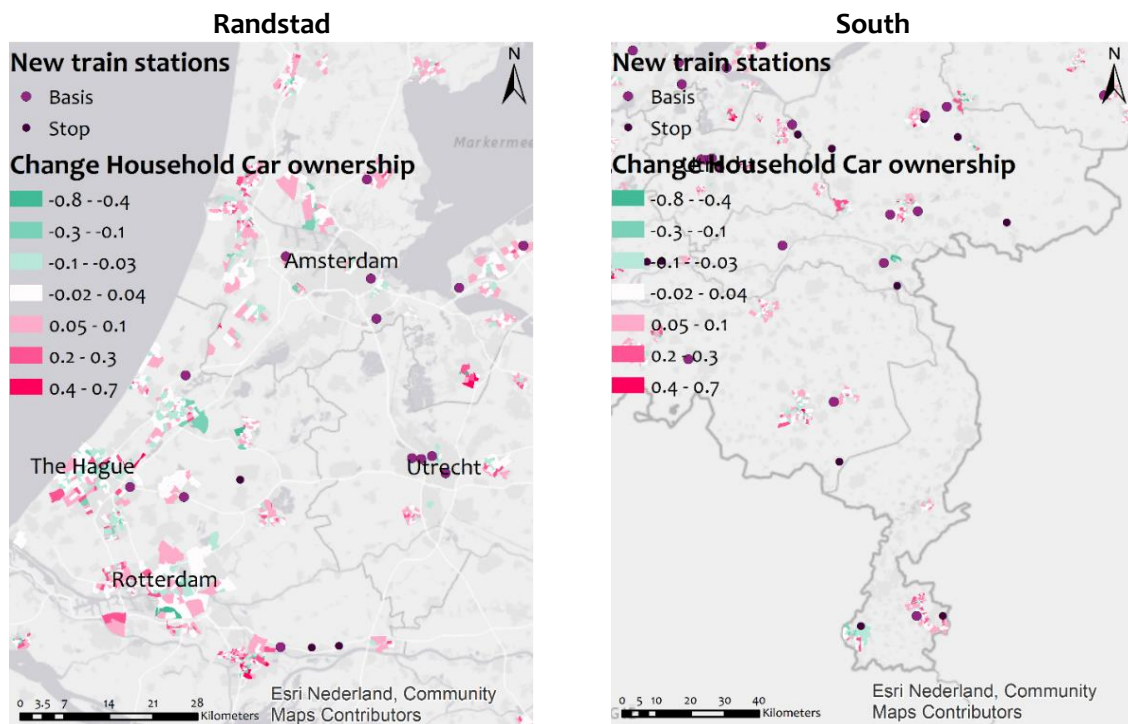 Randstad
New train stations
Basis
Stop
Change Household Car ownership
-0.8 - -0.4
-0.3 - -0.1
-0.1 - -0.03
-0.02 - 0.04
0.05 - 0.1
0.2 - 0.3
0.4 - 0.7
N
Markermee
Amsterdam
The Hague
Utrecht
Rotterdam
0 3.5 7 14 21 28
Kilometers
Esri Nederland, Community
Maps Contributors
South
New train stations
Basis
Stop
Change Household Car ownership
-0.8 - -0.4
-0.3 - -0.1
-0.1 - -0.03
-0.02 - 0.04
0.05 - 0.1
0.2 - 0.3
0.4 - 0.7
N
0 5 10 20 30 40
Kilometers
Esri Nederland, Community
Maps Contributors